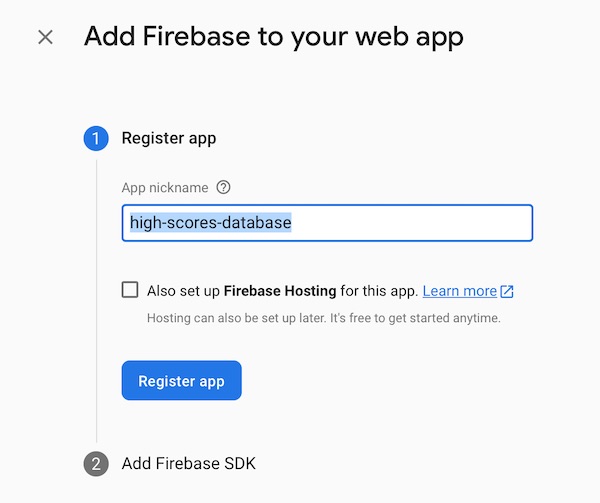 Add Firebase to your web app
1 Register app
App nickname
high-scores-database
Also set up Firebase Hosting for this app. Learn more
Hosting can also be set up later. It's free to get started anytime.
Register app
2 Add Firebase SDK